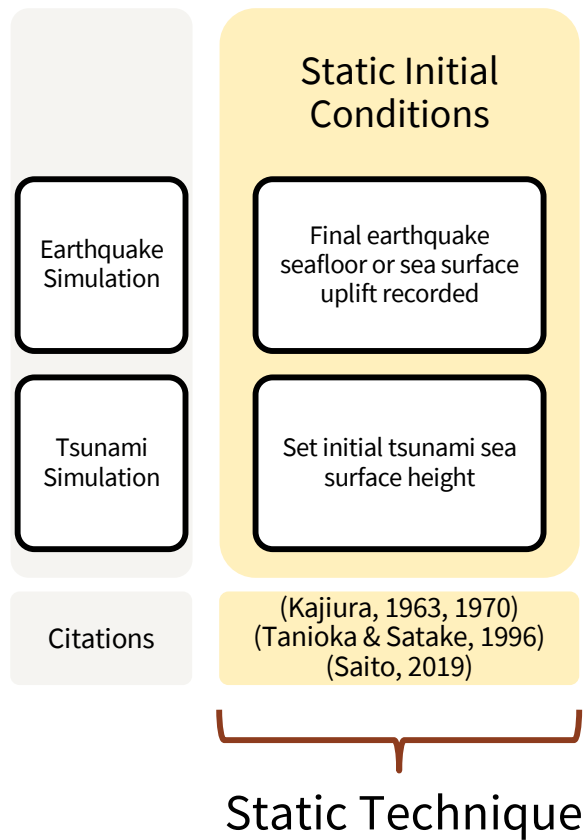 Static Initial
Conditions
Earthquake
Simulation
Final earthquake
seafloor or sea surface
uplift recorded
Tsunami
Simulation
Set initial tsunami sea
surface height
Citations
(Kajiura, 1963, 1970)
(Tanioka & Satake, 1996)
(Saito, 2019)
Static Technique